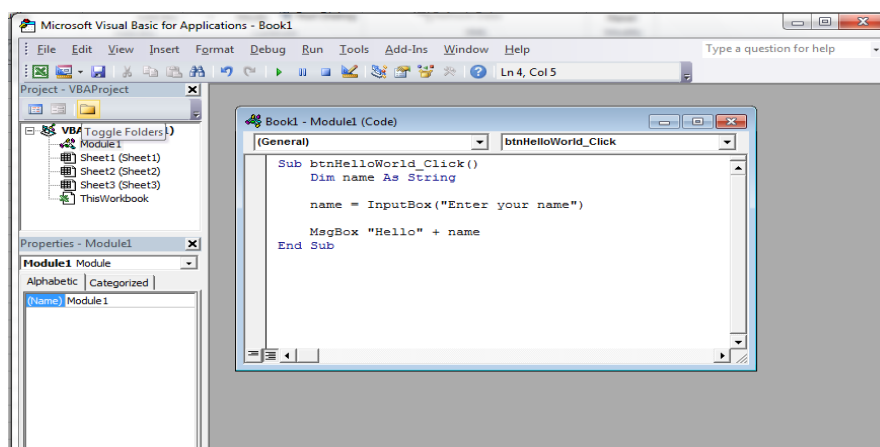 Microsoft Visual Basic for Applications - Book1
File Edit View Insert Format Debug Run Tools Add-Ins Window Help
Type a question for help
Ln 4, Col 5
Project - VBAProject
VBA
1)
Toggle Folders
Module1
Sheet1 (Sheet1)
Sheet2 (Sheet2)
Sheet3 (Sheet3)
ThisWorkbook
Properties - Module1
Module1 Module
Alphabetic Categorized
(Name) Module1
Book1 - Module1 (Code)
(General) btnHelloWorld_Click
Sub btnHelloWorld_Click()
Dim name As String
name = InputBox("Enter your name")
MsgBox "Hello" + name
End Sub